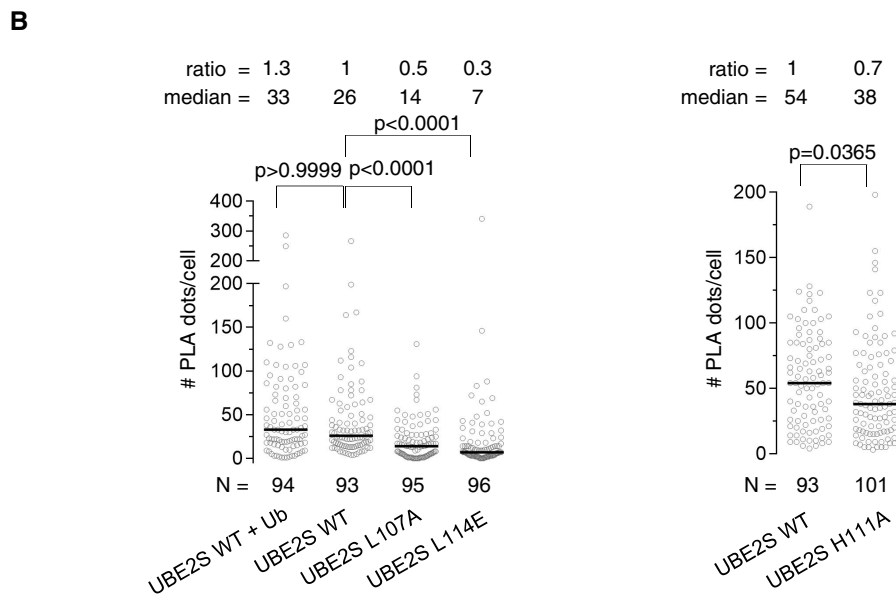 B
ratio = 1.3 1 0.5 0.3
median = 33 26 14 7
p<0.0001
p>0.9999 p<0.0001
400
300
200
200
150
100
50
0
# PLA dots/cell
N = 94 93 95 96
UBE2S WT + Ub
UBE2S WT
UBE2S L107A
UBE2S L114E
ratio = 1 0.7
median = 54 38
p=0.0365
200
150
100
50
0
# PLA dots/cell
N = 93 101
UBE2S WT
UBE2S H111A